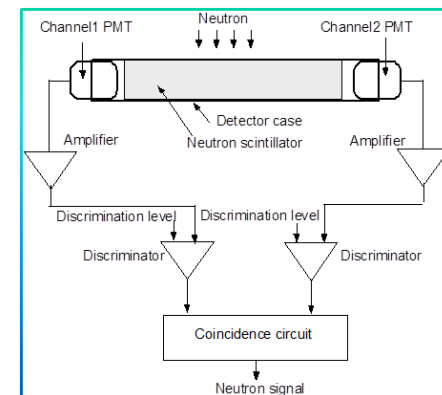 Neutron
Channel1 PMT
Channel2 PMT
Detector case
Neutron scintillator
Amplifier
Amplifier
Discrimination level
Discrimination level
Discriminator
Discriminator
Coincidence circuit
Neutron signal